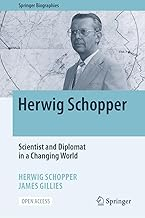 Springer Biographies
Herwig Schopper
Scientist and Diplomat
in a Changing World
HERWIG SCHOPPER
JAMES GILLIES
OPEN ACCESS
Springer